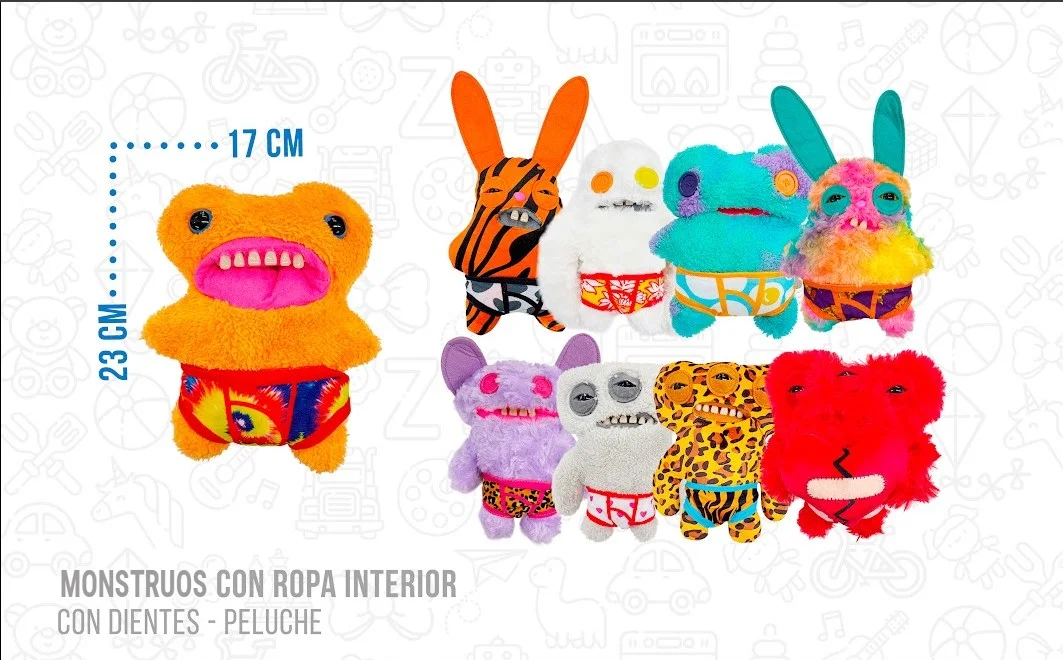 17 CM
23 CM
MONSTRUOS CON ROPA INTERIOR
CON DIENTES - PELUCHE